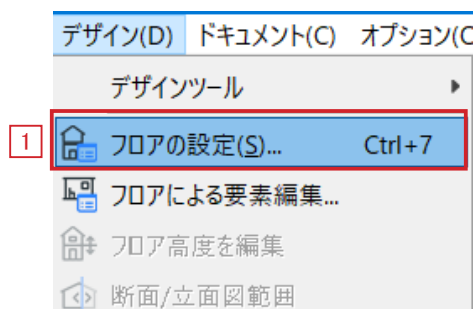 デザイン(D) ドキュメント(C) オプション(O
デザインツール
1 フロアの設定(S)... Ctrl+7
フロアによる要素編集...
フロア高度を編集
断面/立面図範囲